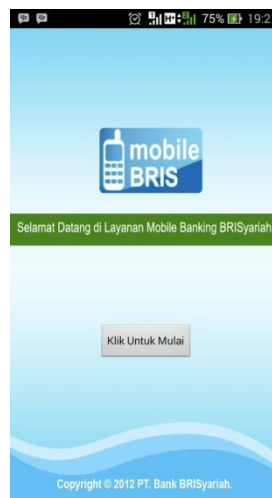 75% 19:2
mobile
BRIS
Selamat Datang di Layanan Mobile Banking BRISyariah
Klik Untuk Mulai
Copyright © 2012 PT. Bank BRISyariah.